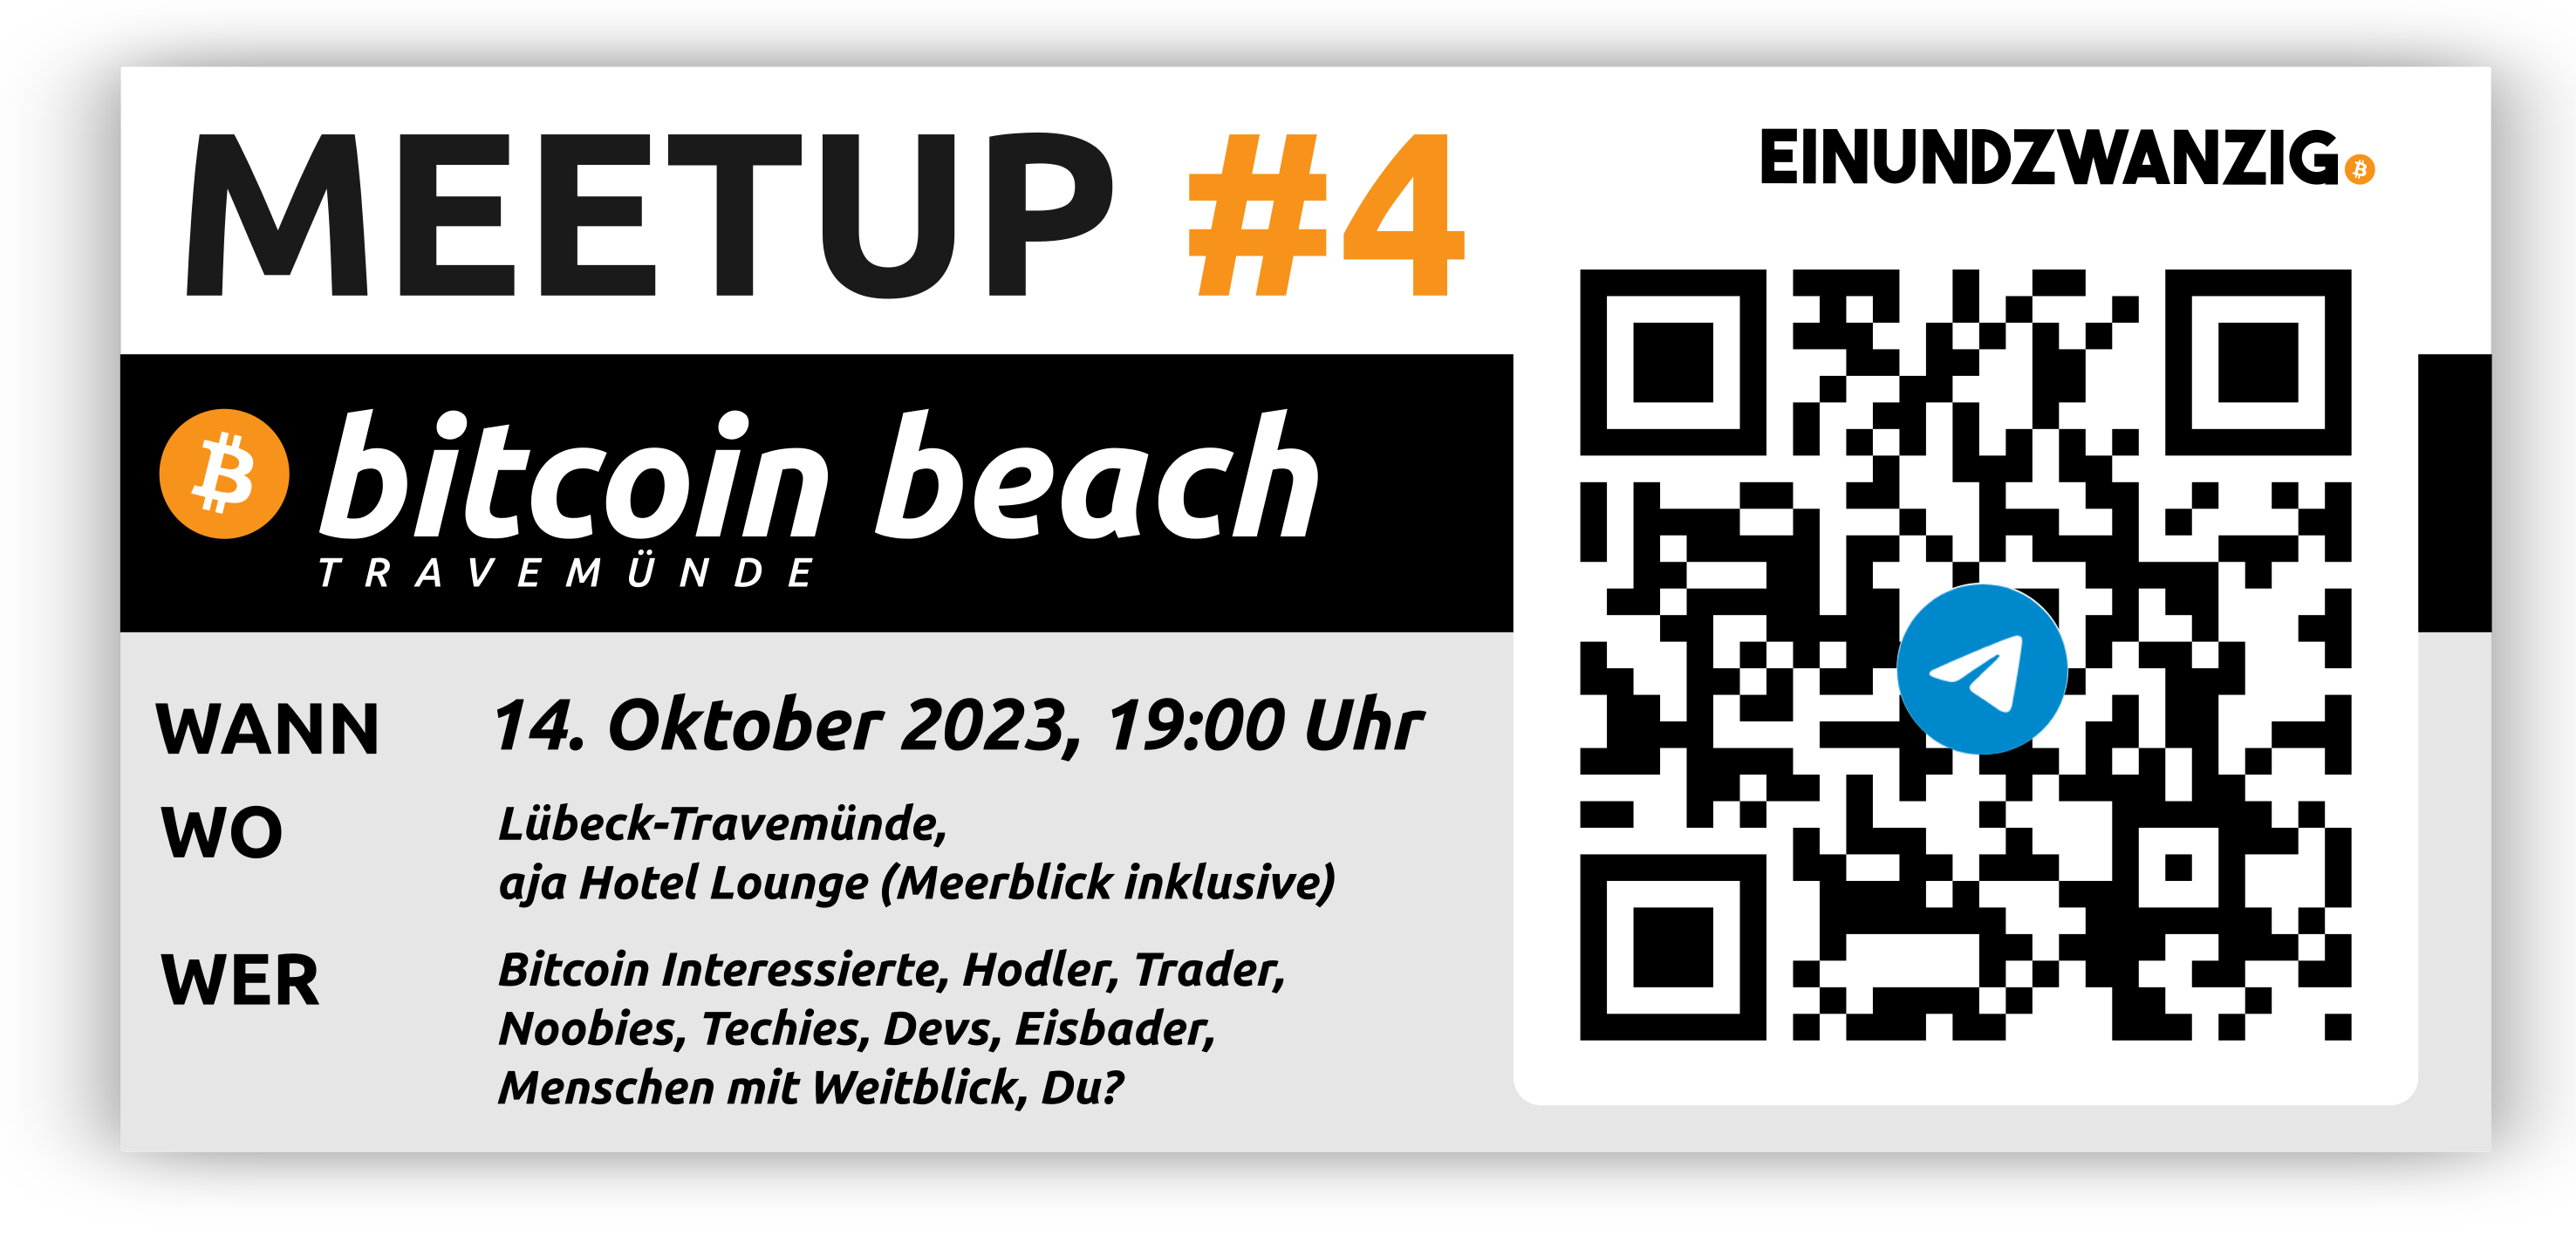 MEETUP #4
EINUNDZWANZIG
bitcoin beach
TRAVEMÜNDE
WANN
14. Oktober 2023, 19:00 Uhr
WO
Lübeck-Travemünde,
aja Hotel Lounge (Meerblick inklusive)
WER
Bitcoin Interessierte, Hodler, Trader,
Noobies, Techies, Devs, Eisbader,
Menschen mit Weitblick, Du?